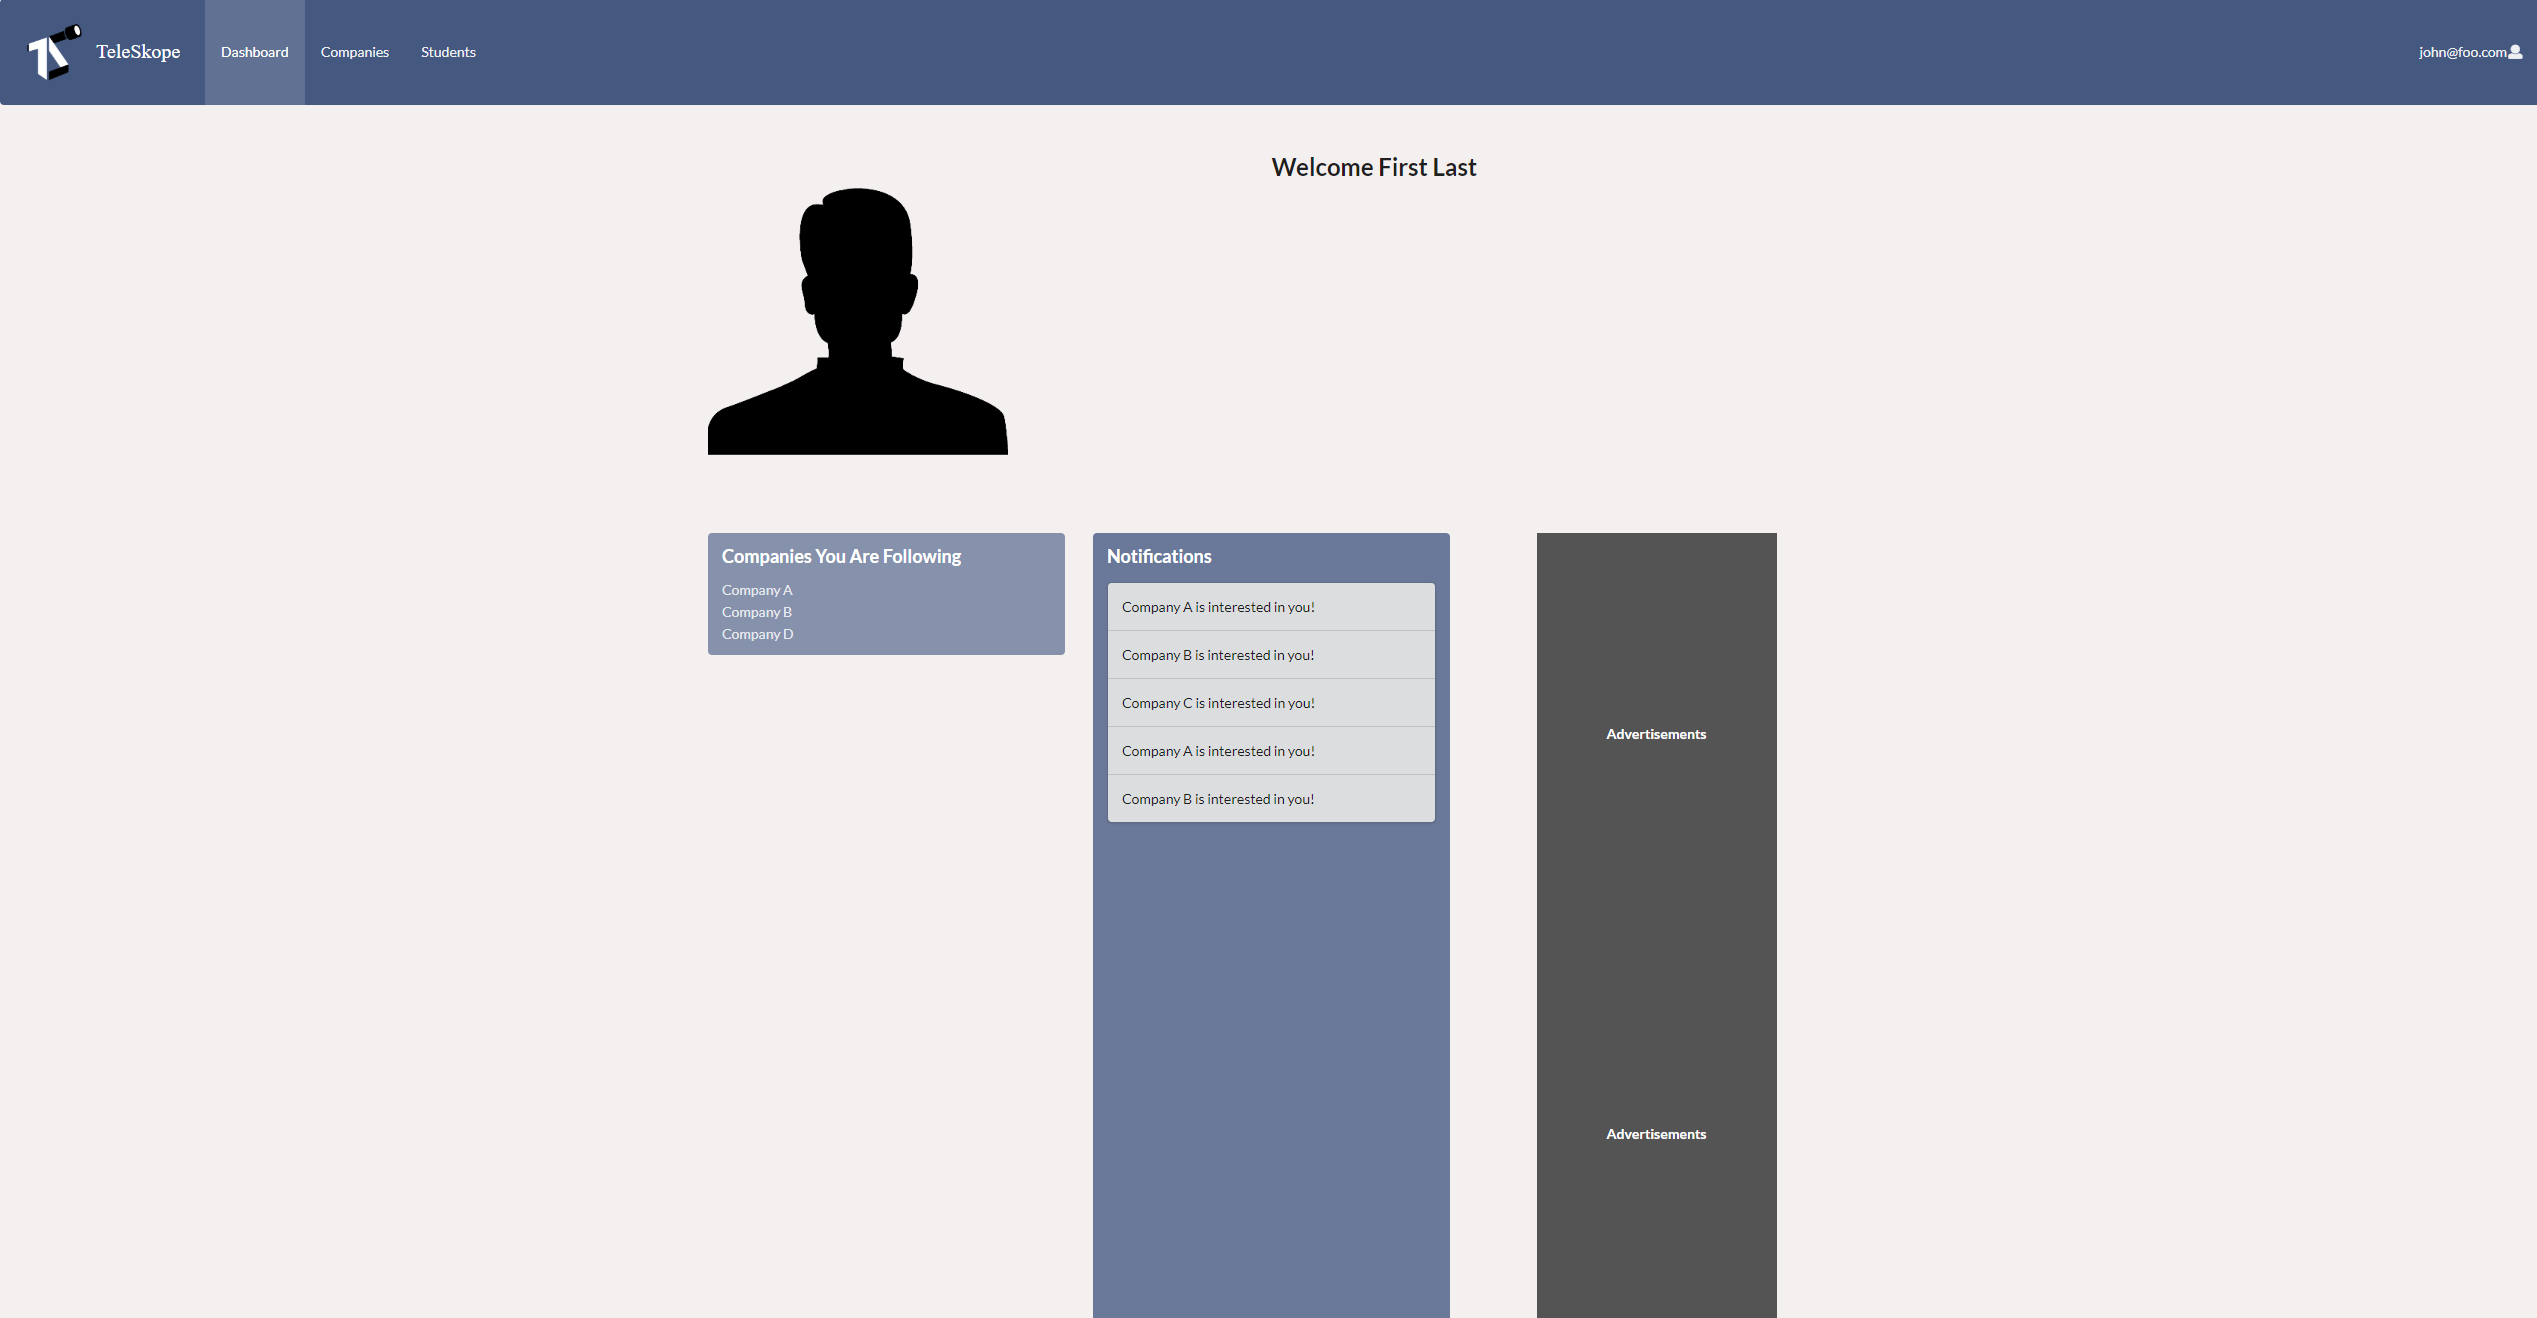 TeleSkope
Dashboard
Companies
Students
john@foo.com
Welcome First Last
Companies You Are Following
Company A
Company B
Company D
Notifications
Company A is interested in you!
Company B is interested in you!
Company C is interested in you!
Company A is interested in you!
Company B is interested in you!
Advertisements
Advertisements